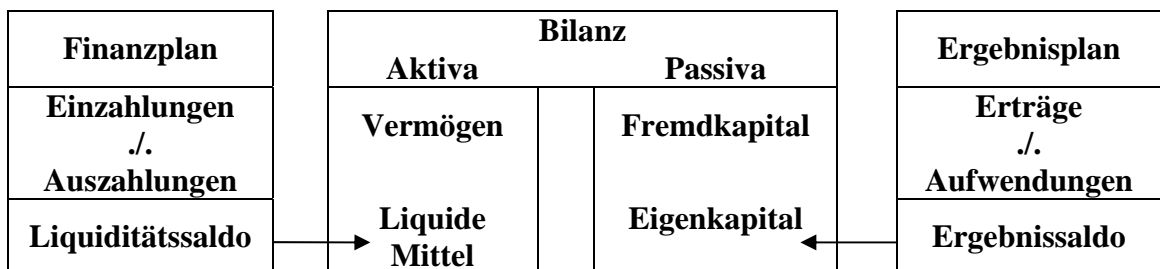 Finanzplan
Einzahlungen
./.
Auszahlungen
Liquiditätssaldo
Bilanz
Aktiva Passiva
Vermögen Fremdkapital
Liquide Eigenkapital
Mittel
Ergebnisplan
Erträge
./.
Aufwendungen
Ergebnissaldo